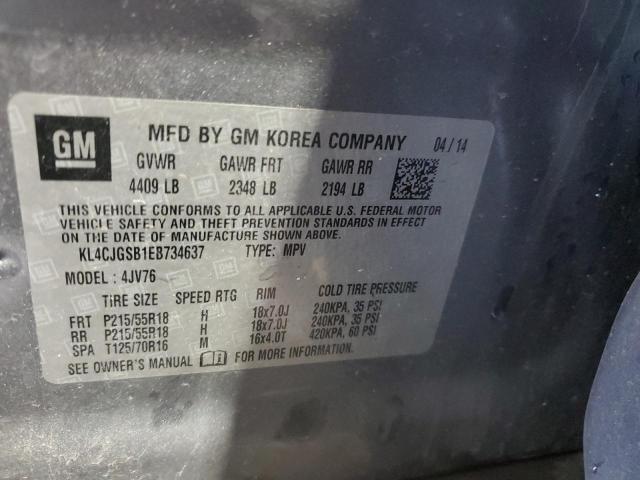 GM
MFD BY GM KOREA COMPANY 04/14
GVWR GAWR FRT GAWR RR
4409 LB 2348 LB 2194 LB
THIS VEHICLE CONFORMS TO ALL APPLICABLE U.S. FEDERAL MOTOR
VEHICLE SAFETY AND THEFT PREVENTION STANDARDS IN EFFECT
ON THE DATE OF MANUFACTURE SHOWN ABOVE.
KL4CJGSB1EB734637 TYPE: MPV
MODEL: 4JV76
TIRE SIZE SPEED RTG RIM COLD TIRE PRESSURE
FRT P215/55R18 H 18x7.0J 240KPA, 35 PSI
RR P215/55R18 H 18x7.0J 240KPA, 35 PSI
SPA T125/70R16 M 16x4.0T 420KPA, 60 PSI
SEE OWNER'S MANUAL FOR MORE INFORMATION.